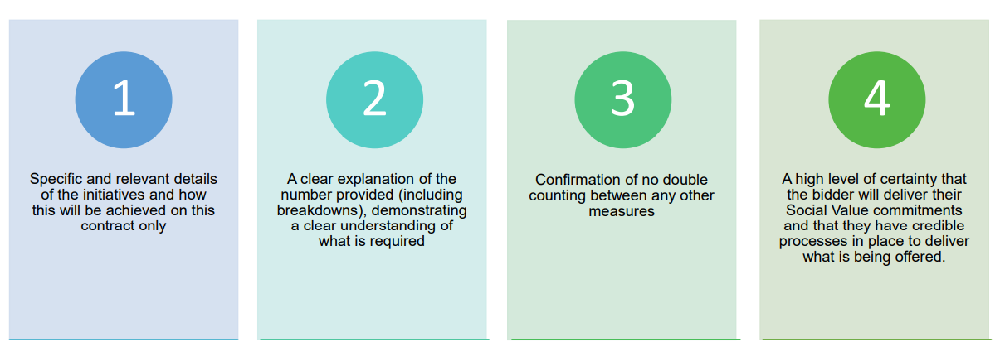 1
Specific and relevant details
of the initiatives and how
this will be achieved on this
contract only
2
A clear explanation of the
number provided (including
breakdowns), demonstrating
a clear understanding of
what is required
3
Confirmation of no double
counting between any other
measures
4
A high level of certainty that
the bidder will deliver their
Social Value commitments
and that they have credible
processes in place to deliver
what is being offered.